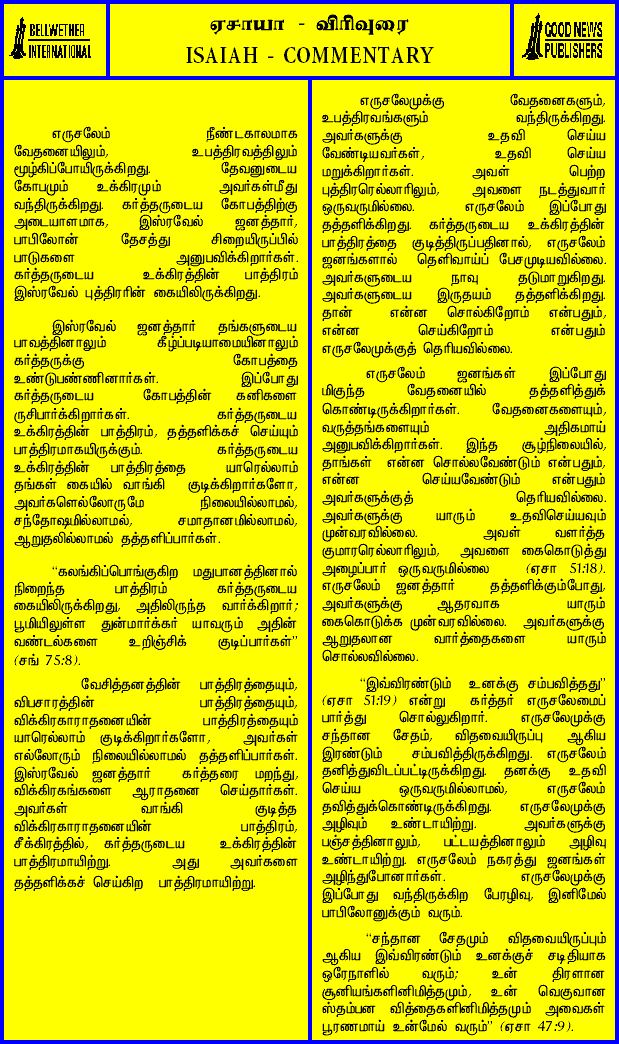 BELLWETHER
INTERNATIONAL
ஏசாயா - விரிவுரை
ISAIAH - COMMENTARY
GOOD NEWS
PUBLISHERS
எருசலேம் நீண்டகாலமாக
வேதனையிலும், உபத்திரவத்திலும்
மூழ்கிப்போயிருக்கிறது. தேவனுடைய
கோபமும் உக்கிரமும் அவர்கள்மீது
வந்திருக்கிறது. கர்த்தருடைய கோபத்திற்கு
அடையாளமாக, இஸ்ரவேல் ஜனத்தார்,
பாபிலோன் தேசத்து சிறையிருப்பில்
பாடுகளை அனுபவிக்கிறார்கள்.
கர்த்தருடைய உக்கிரத்தின் பாத்திரம்
இஸ்ரவேல் புத்திரரின் கையிலிருக்கிறது.
இஸ்ரவேல் ஜனத்தார் தங்களுடைய
பாவத்தினாலும் கீழ்ப்படியாமையினாலும்
கர்த்தருக்கு கோபத்தை
உண்டுபண்ணினார்கள். இப்போது
கர்த்தருடைய கோபத்தின் கனிகளை
ருசிபார்க்கிறார்கள். கர்த்தருடைய
உக்கிரத்தின் பாத்திரம், தத்தளிக்கச் செய்யும்
பாத்திரமாகயிருக்கும். கர்த்தருடைய
உக்கிரத்தின் பாத்திரத்தை யாரெல்லாம்
தங்கள் கையில் வாங்கி குடிக்கிறார்களோ,
அவர்களெல்லோருமே நிலையில்லாமல்,
சந்தோஷமில்லாமல், சமாதானமில்லாமல்,
ஆறுதலில்லாமல் தத்தளிப்பார்கள்.
"கலங்கிப்பொங்குகிற மதுபானத்தினால்
நிறைந்த பாத்திரம் கர்த்தருடைய
கையிலிருக்கிறது, அதிலிருந்த வார்க்கிறார்;
பூமியிலுள்ள துன்மார்க்கர் யாவரும் அதின்
வண்டல்களை உறிஞ்சிக் குடிப்பார்கள்"
(சங் 75:8).
வேசித்தனத்தின் பாத்திரத்தையும்,
விபசாரத்தின் பாத்திரத்தையும்,
விக்கிரகாராதனையின் பாத்திரத்தையும்
யாரெல்லாம் குடிக்கிறார்களோ, அவர்கள்
எல்லோரும் நிலையில்லாமல் தத்தளிப்பார்கள்.
இஸ்ரவேல் ஜனத்தார் கர்த்தரை மறந்து,
விக்கிரகங்களை ஆராதனை செய்தார்கள்.
அவர்கள் வாங்கி குடித்த
விக்கிரகாராதனையின் பாத்திரம்,
சீக்கிரத்தில், கர்த்தருடைய உக்கிரத்தின்
பாத்திரமாயிற்று. அது அவர்களை
தத்தளிக்கச் செய்கிற பாத்திரமாயிற்று.
எருசலேமுக்கு வேதனைகளும்,
உபத்திரவங்களும் வந்திருக்கிறது.
அவர்களுக்கு உதவி செய்ய
வேண்டியவர்கள், உதவி செய்ய
மறுக்கிறார்கள். அவள் பெற்ற
புத்திரரெல்லாரிலும், அவளை நடத்துவார்
ஒருவருமில்லை. எருசலேம் இப்போது
தத்தளிக்கிறது. கர்த்தருடைய உக்கிரத்தின்
பாத்திரத்தை குடித்திருப்பதினால், எருசலேம்
ஜனங்களால் தெளிவாய்ப் பேசமுடியவில்லை.
அவர்களுடைய நாவு தடுமாறுகிறது.
அவர்களுடைய இருதயம் தத்தளிக்கிறது.
தான் என்ன சொல்கிறோம் என்பதும்,
என்ன செய்கிறோம் என்பதும்
எருசலேமுக்குத் தெரியவில்லை.
எருசலேம் ஜனங்கள் இப்போது
மிகுந்த வேதனையில் தத்தளித்துக்
கொண்டிருக்கிறார்கள். வேதனைகளையும்,
வருத்தங்களையும் அதிகமாய்
அனுபவிக்கிறார்கள். இந்த சூழ்நிலையில்,
தாங்கள் என்ன சொல்லவேண்டும் என்பதும்,
என்ன செய்யவேண்டும் என்பதும்
அவர்களுக்குத் தெரியவில்லை.
அவர்களுக்கு யாரும் உதவிசெய்யவும்
முன்வரவில்லை. அவள் வளர்த்த
குமாரரெல்லாரிலும், அவளை கைகொடுத்து
அழைப்பார் ஒருவருமில்லை (ஏசா 51:18).
எருசலேம் ஜனத்தார் தத்தளிக்கும்போது,
அவர்களுக்கு ஆதரவாக யாரும்
கைகொடுக்க முன்வரவில்லை. அவர்களுக்கு
ஆறுதலான வார்த்தைகளை யாரும்
சொல்லவில்லை.
"இவ்விரண்டும் உனக்கு சம்பவித்தது"
(ஏசா 51:19) என்று கர்த்தர் எருசலேமைப்
பார்த்து சொல்லுகிறார். எருசலேமுக்கு
சந்தான சேதம், விதவையிருப்பு ஆகிய
இரண்டும் சம்பவித்திருக்கிறது. எருசலேம்
தனித்துவிடப்பட்டிருக்கிறது. தனக்கு உதவி
செய்ய ஒருவருமில்லாமல், எருசலேம்
தவித்துக்கொண்டிருக்கிறது. எருசலேமுக்கு
அழிவும் உண்டாயிற்று. அவர்களுக்கு
பஞ்சத்தினாலும், பட்டயத்தினாலும் அழிவு
உண்டாயிற்று. எருசலேம் நகரத்து ஜனங்கள்
அழிந்துபோனார்கள். எருசலேமுக்கு
இப்போது வந்திருக்கிற பேரழிவு, இனிமேல்
பாபிலோனுக்கும் வரும்.
"சந்தான சேதமும் விதவையிருப்பும்
ஆகிய இவ்விரண்டும் உனக்குச் சடிதியாக
ஒரேநாளில் வரும்; உன் திரளான
சூனியங்களினிமித்தமும், உன் வெகுவான
ஸ்தம்பன வித்தைகளினிமித்தமும் அவைகள்
பூரணமாய் உன்மேல் வரும்" (ஏசா 47:9).